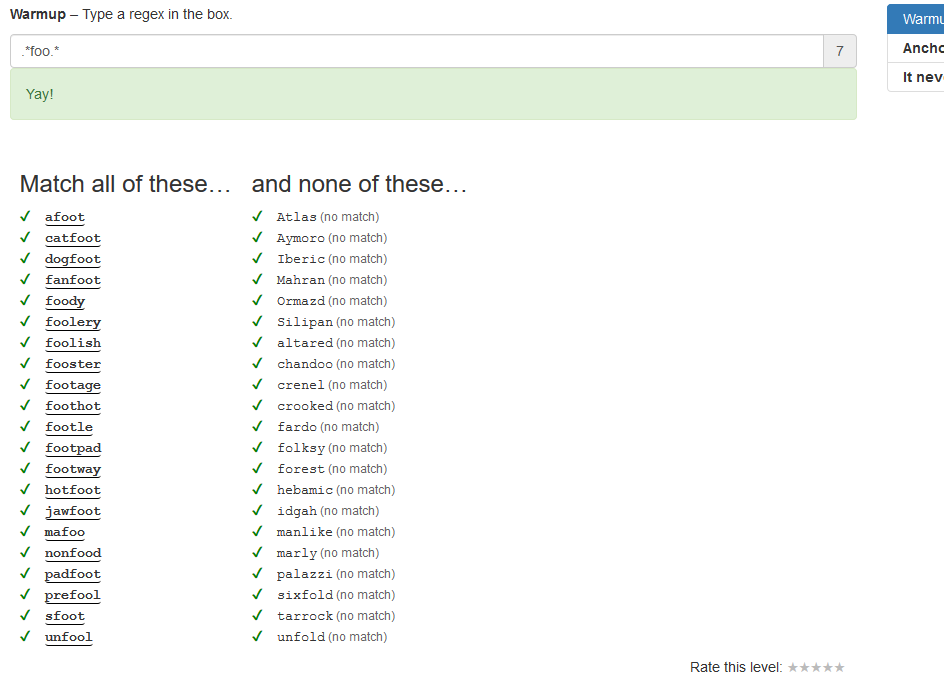 Warmup – Type a regex in the box.
.*foo.* 7
Yay!
Warmu
Ancho
It nev
Match all of these… and none of these…
✓ afoot ✓ Atlas (no match)
✓ catfoot ✓ Aymoro (no match)
✓ dogfoot ✓ Iberic (no match)
✓ fanfoot ✓ Mahran (no match)
✓ foody ✓ Ormazd (no match)
✓ foolery ✓ Silipan (no match)
✓ foolish ✓ altared (no match)
✓ fooster ✓ chandoo (no match)
✓ footage ✓ crenel (no match)
✓ foothot ✓ crooked (no match)
✓ footle ✓ fardo (no match)
✓ footpad ✓ folksy (no match)
✓ footway ✓ forest (no match)
✓ hotfoot ✓ hebamic (no match)
✓ jawfoot ✓ idgah (no match)
✓ mafoo ✓ manlike (no match)
✓ nonfood ✓ marly (no match)
✓ padfoot ✓ palazzi (no match)
✓ prefool ✓ sixfold (no match)
✓ sfoot ✓ tarrock (no match)
✓ unfool ✓ unfold (no match)
Rate this level: ★★★★★